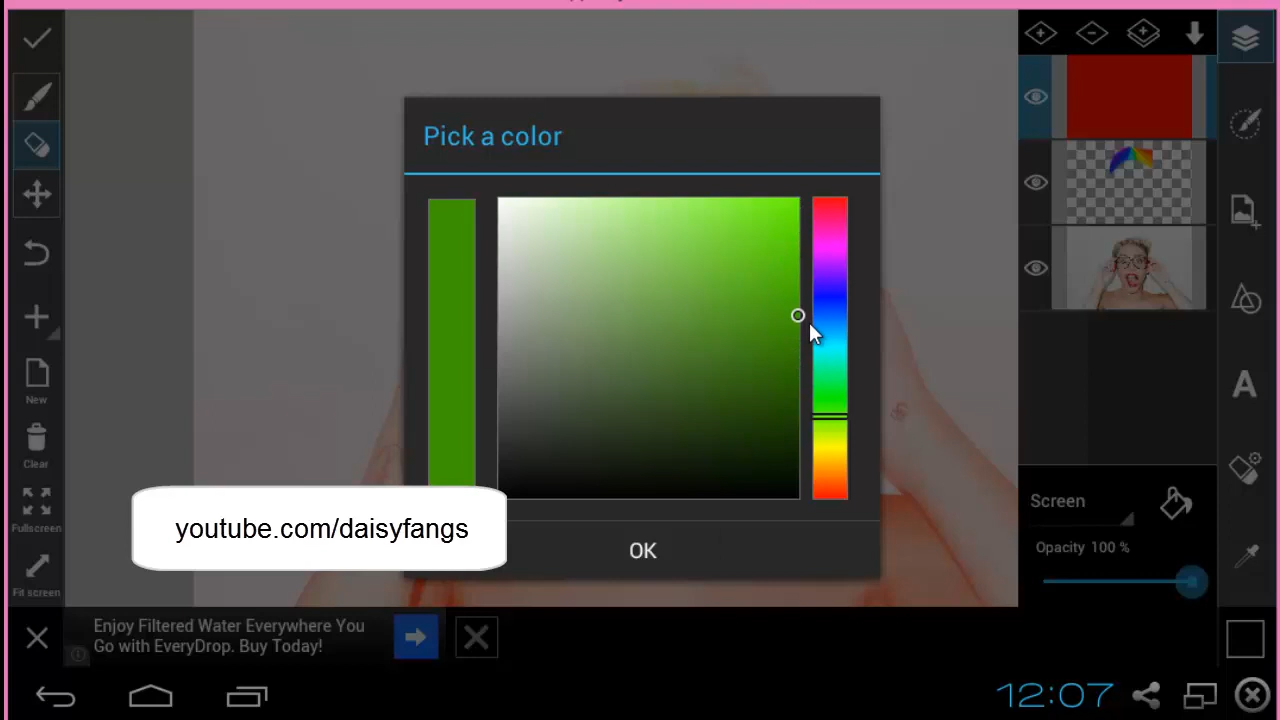 Pick a color
New
Clear
Fullscreen
Fit screen
youtube.com/daisyfangs
OK
A
Screen
Opacity 100 %
Enjoy Filtered Water Everywhere You
Go with EveryDrop. Buy Today!
12:07